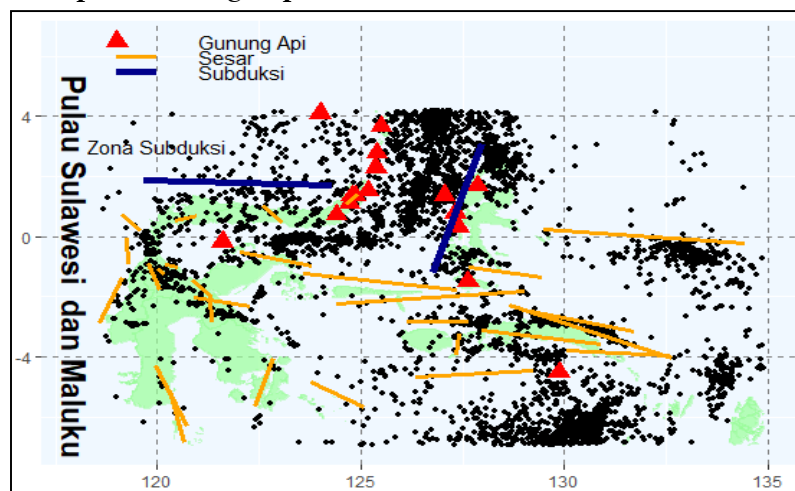 Gunung Api
Sesar
Subduksi
Pulau Sulawesi dan Maluku
Zona Subduksi
4
0
-4
120
125
130
135